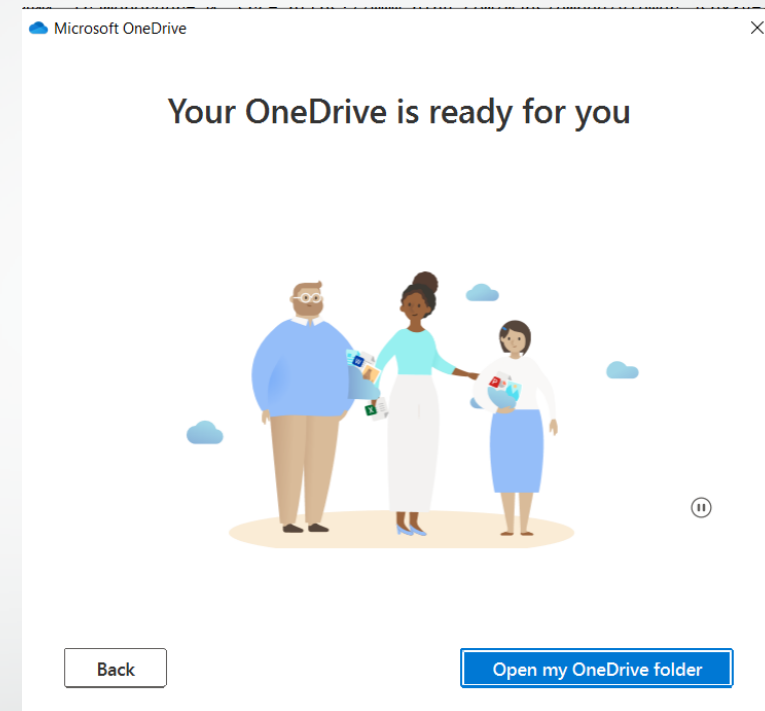 Microsoft OneDrive
Your OneDrive is ready for you
W
P
X
Back
Open my OneDrive folder